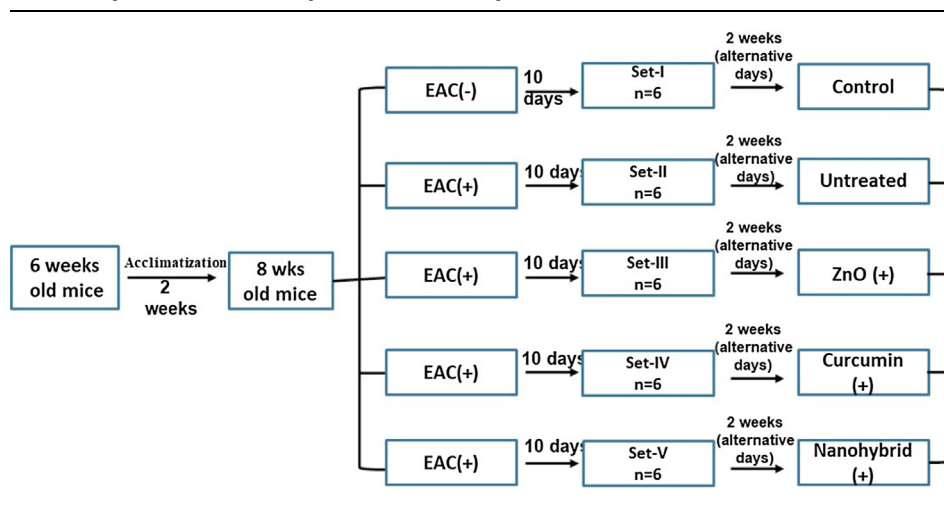 6 weeks
old mice
Acclimatization
2
weeks
8 wks
old mice
EAC(-)
10
days
Set-I
n=6
2 weeks
(alternative
days)
Control
EAC(+)
10 days
Set-II
n=6
2 weeks
(alternative
days)
Untreated
EAC(+)
10 days
Set-III
n=6
2 weeks
(alternative
days)
ZnO (+)
EAC(+)
10 days
Set-IV
n=6
2 weeks
(alternative
days)
Curcumin
(+)
EAC(+)
10 days
Set-V
n=6
2 weeks
(alternative
days)
Nanohybrid
(+)